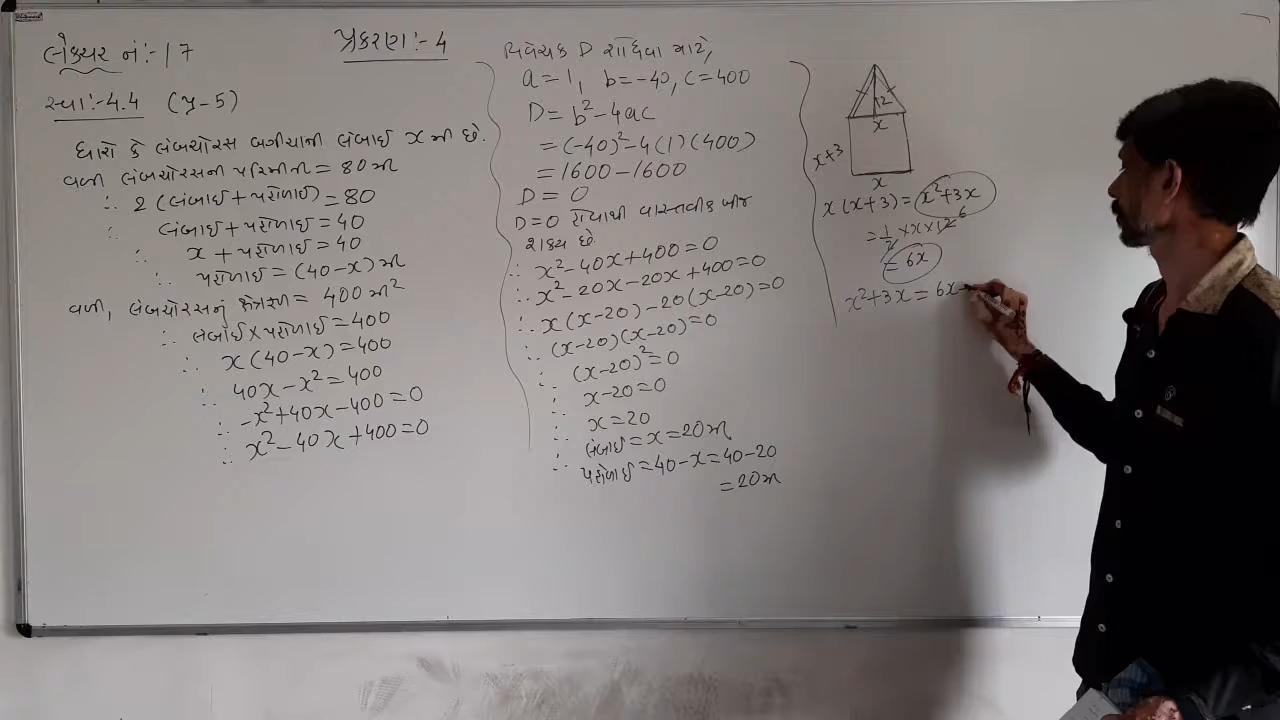 લેક્ચર નં:- 17
પ્રકરણ:- 4
સ્વા:- 4.4 (પ્ર-5)
ધારો કે લંબચોરસ બગીચાની લંબાઈ x મી છે.
વળી લંબચોરસની પરિમિતી = 80 મી
∴ 2 (લંબાઈ + પહોળાઈ) = 80
∴ લંબાઈ + પહોળાઈ = 40
∴ x + પહોળાઈ = 40
∴ પહોળાઈ = (40-x) મી
વળી, લંબચોરસનું ક્ષેત્રફળ = 400 મી²
∴ લંબાઈ × પહોળાઈ = 400
∴ x (40-x) = 400
∴ 40x - x² = 400
∴ -x² + 40x - 400 = 0
∴ x² - 40x + 400 = 0
વિવેચક D શોધવા માટે,
a = 1, b = -40, c = 400
D = b² - 4ac
= (-40)² - 4(1)(400)
= 1600 - 1600
D = 0
D = 0 હોવાથી વાસ્તવીક બીજ
શક્ય છે.
∴ x² - 40x + 400 = 0
∴ x² - 20x - 20x + 400 = 0
∴ x(x-20) - 20(x-20) = 0
∴ (x-20)(x-20) = 0
∴ (x-20)² = 0
∴ x - 20 = 0
∴ x = 20
∴ લંબાઈ = x = 20 મી
∴ પહોળાઈ = 40 - x = 40 - 20
= 20 મી
12
x
x+3
x
x(x+3) = x² + 3x
= 1/2 × x × 12 6
= 6x
x² + 3x = 6x